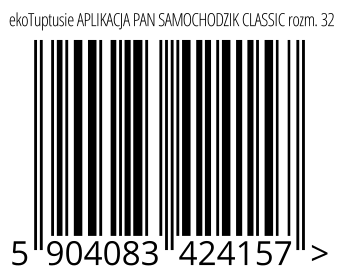 ekoTuptusie APLIKACJA PAN SAMOCHODZIK CLASSIC rozm. 32
5 904083 424157 >